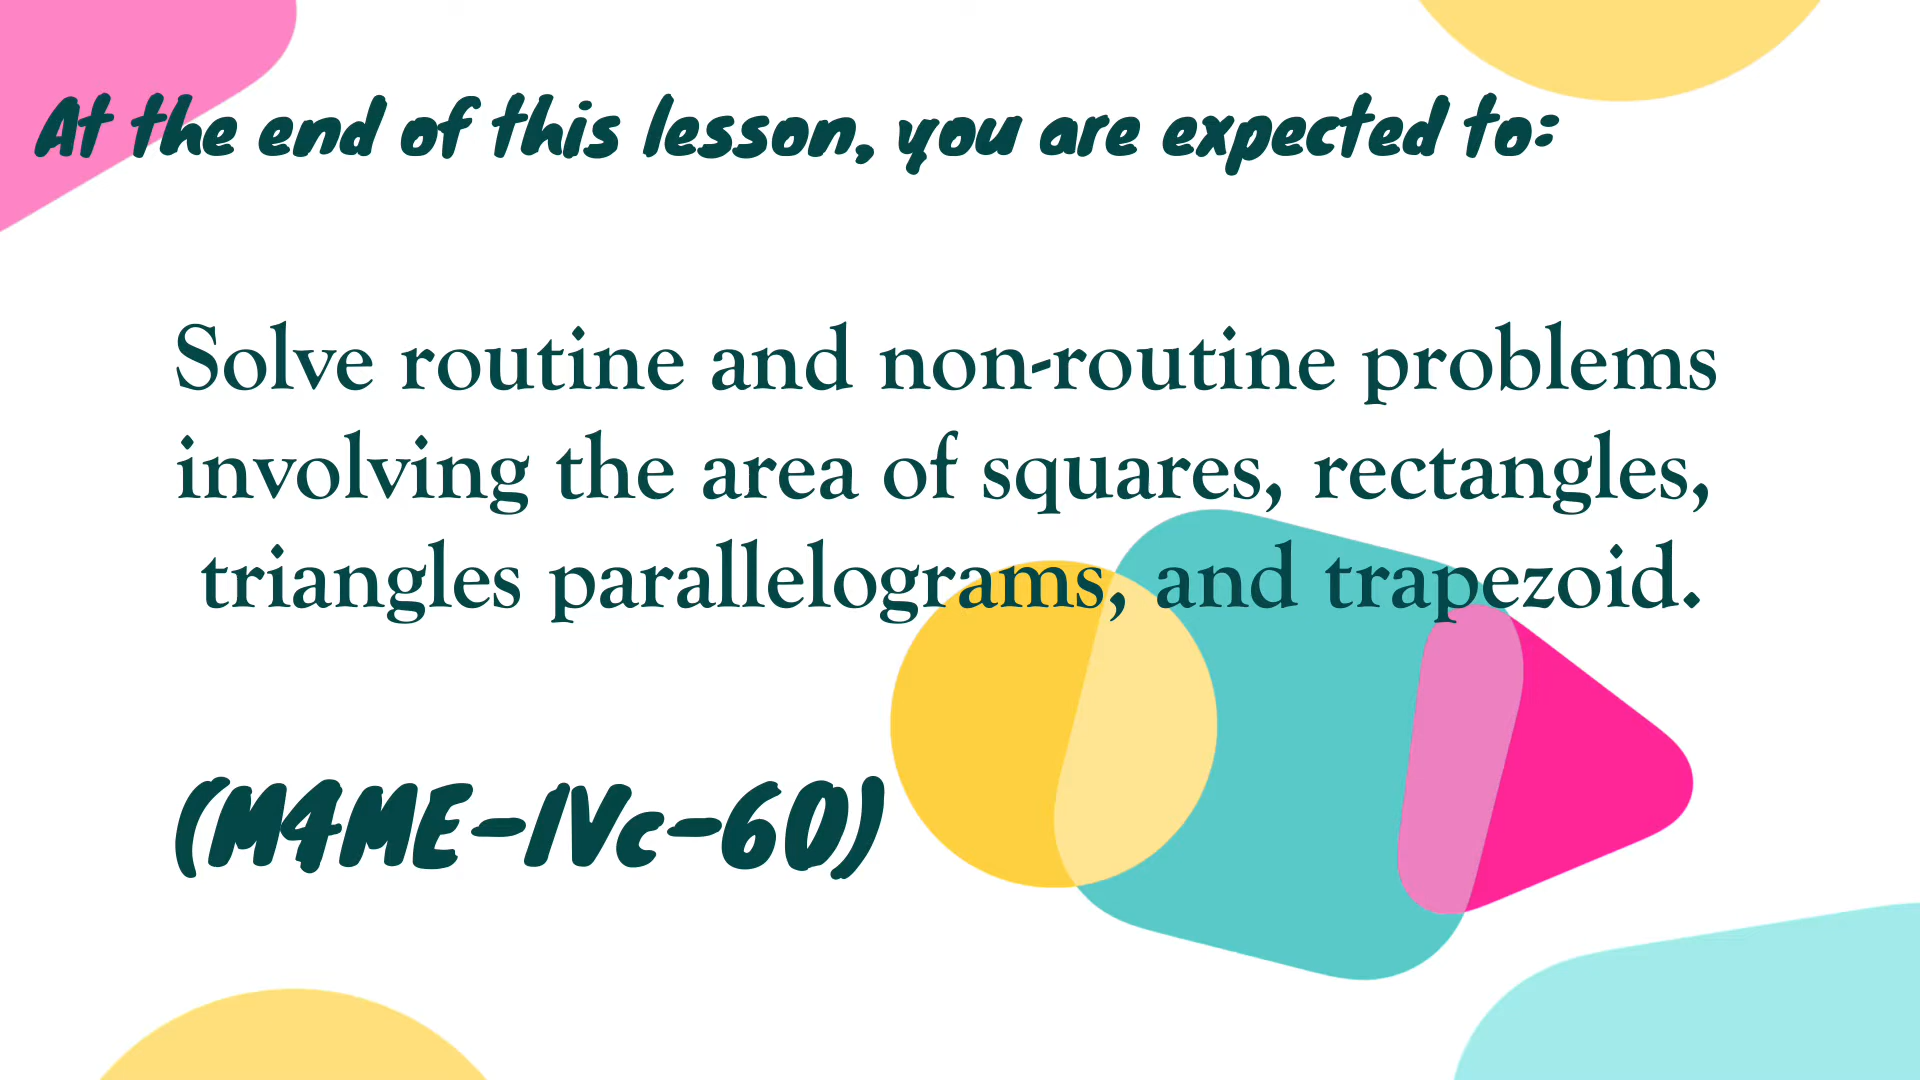 At the end of this lesson, you are expected to:
Solve routine and non-routine problems
involving the area of squares, rectangles,
triangles parallelograms, and trapezoid.
(M4ME-IVc-60)